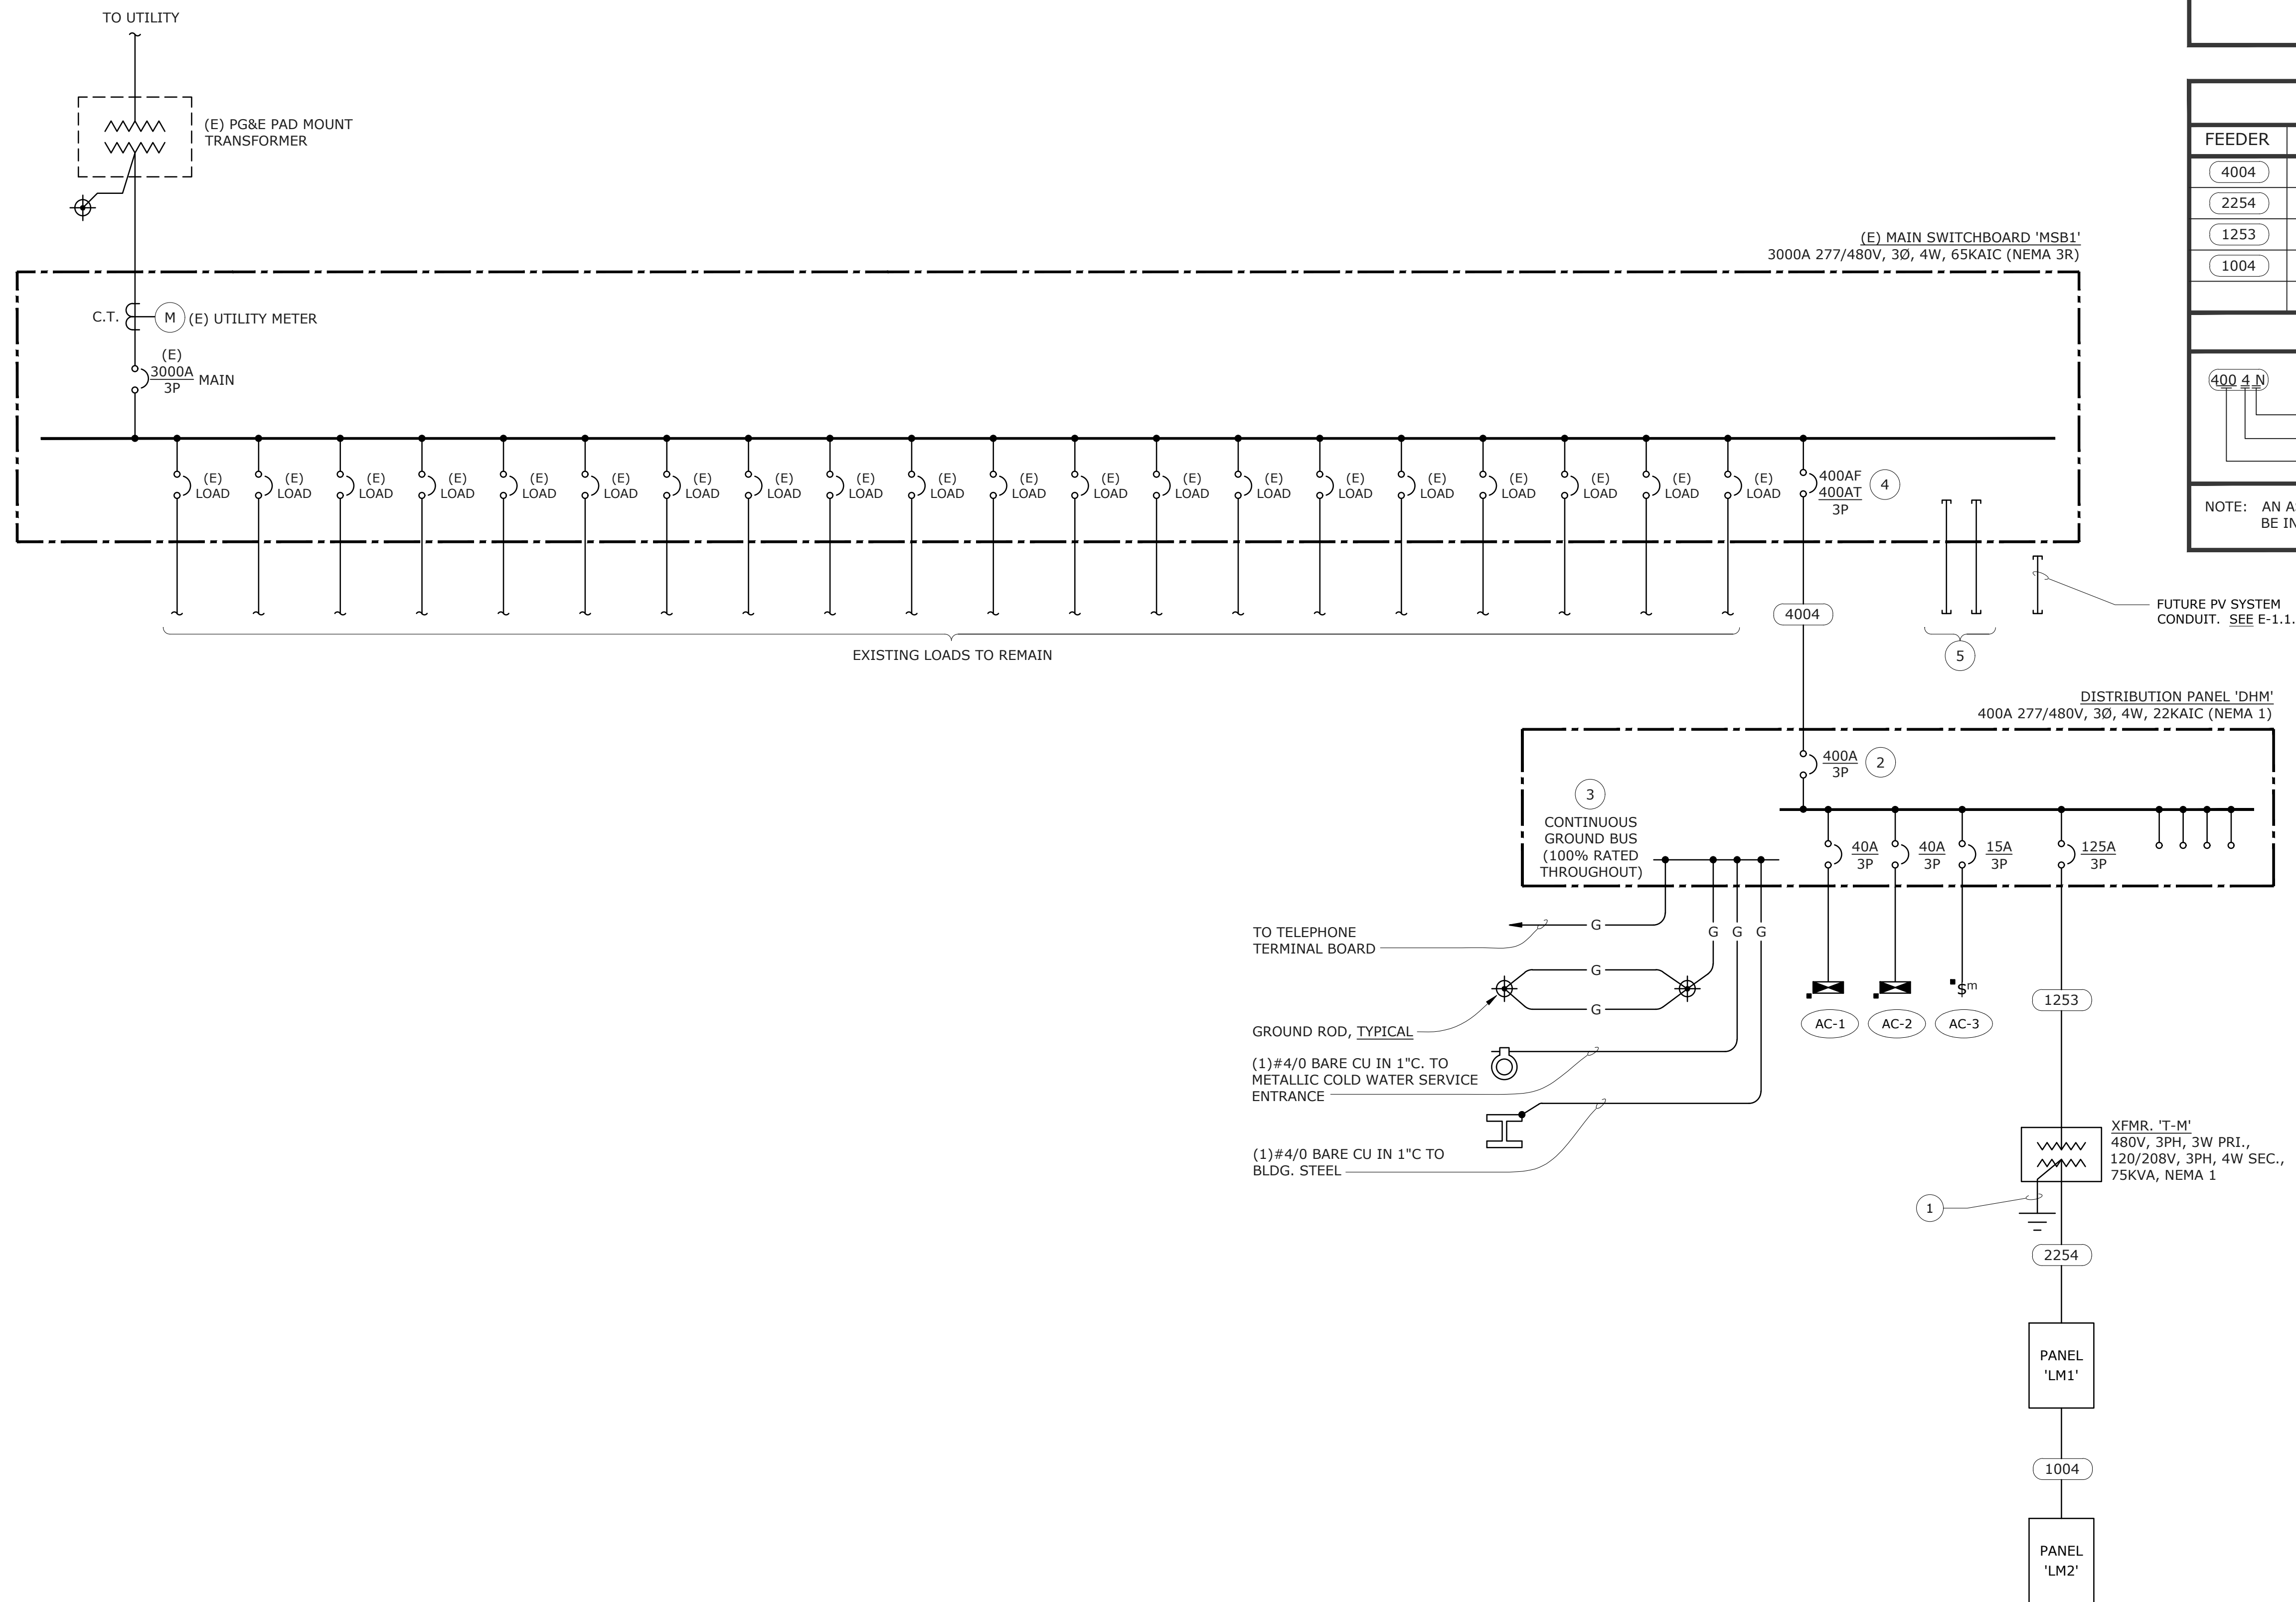 TO UTILITY
(E) PG&E PAD MOUNT
TRANSFORMER
(E) MAIN SWITCHBOARD 'MSB1'
3000A 277/480V, 3Ø, 4W, 65KAIC (NEMA 3R)
C.T.
M
(E) UTILITY METER
(E)
3000A
3P
MAIN
(E)
LOAD
(E)
LOAD
(E)
LOAD
(E)
LOAD
(E)
LOAD
(E)
LOAD
(E)
LOAD
(E)
LOAD
(E)
LOAD
(E)
LOAD
(E)
LOAD
(E)
LOAD
(E)
LOAD
(E)
LOAD
(E)
LOAD
(E)
LOAD
(E)
LOAD
(E)
LOAD
(E)
LOAD
(E)
LOAD
400AF
400AT
3P
4
EXISTING LOADS TO REMAIN
4004
5
FUTURE PV SYSTEM
CONDUIT. SEE E-1.1.
FEEDER
4004
2254
1253
1004
400 4 N
NOTE: AN A
BE IN
DISTRIBUTION PANEL 'DHM'
400A 277/480V, 3Ø, 4W, 22KAIC (NEMA 1)
400A
3P
2
3
CONTINUOUS
GROUND BUS
(100% RATED
THROUGHOUT)
40A
3P
40A
3P
15A
3P
125A
3P
TO TELEPHONE
TERMINAL BOARD
G
G
G
G
G
G
GROUND ROD, TYPICAL
(1)#4/0 BARE CU IN 1"C. TO
METALLIC COLD WATER SERVICE
ENTRANCE
(1)#4/0 BARE CU IN 1"C TO
BLDG. STEEL
$m
AC-1
AC-2
AC-3
1253
XFMR. 'T-M'
480V, 3PH, 3W PRI.,
120/208V, 3PH, 4W SEC.,
75KVA, NEMA 1
1
2254
PANEL
'LM1'
1004
PANEL
'LM2'